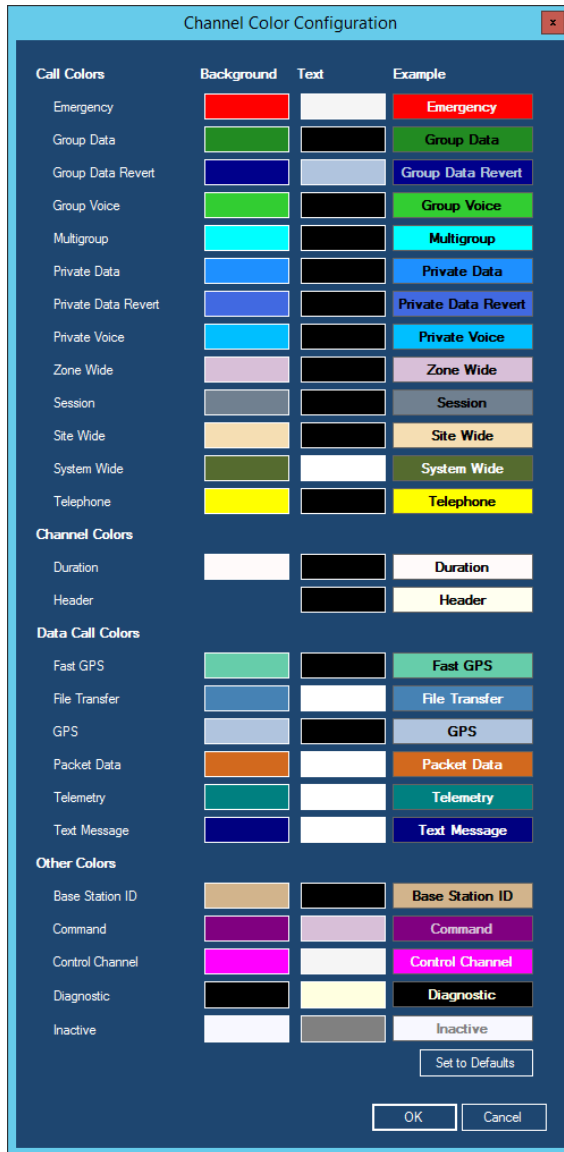 Channel Color Configuration
x
Call Colors Background Text Example
Emergency Emergency
Group Data Group Data
Group Data Revert Group Data Revert
Group Voice Group Voice
Multigroup Multigroup
Private Data Private Data
Private Data Revert Private Data Revert
Private Voice Private Voice
Zone Wide Zone Wide
Session Session
Site Wide Site Wide
System Wide System Wide
Telephone Telephone
Channel Colors
Duration Duration
Header Header
Data Call Colors
Fast GPS Fast GPS
File Transfer File Transfer
GPS GPS
Packet Data Packet Data
Telemetry Telemetry
Text Message Text Message
Other Colors
Base Station ID Base Station ID
Command Command
Control Channel Control Channel
Diagnostic Diagnostic
Inactive Inactive
Set to Defaults
OK Cancel